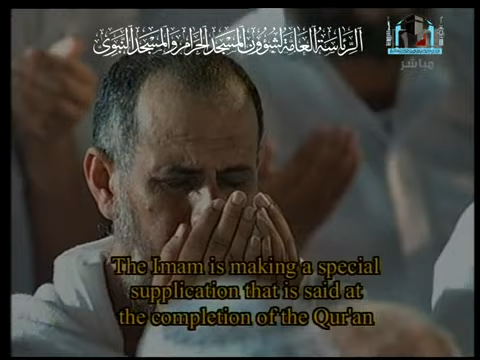 الرئاسة العامة لشؤون المسجد الحرام والمسجد النبوي
مباشر
The Imam is making a special
supplication that is said at
the completion of the Qur'an